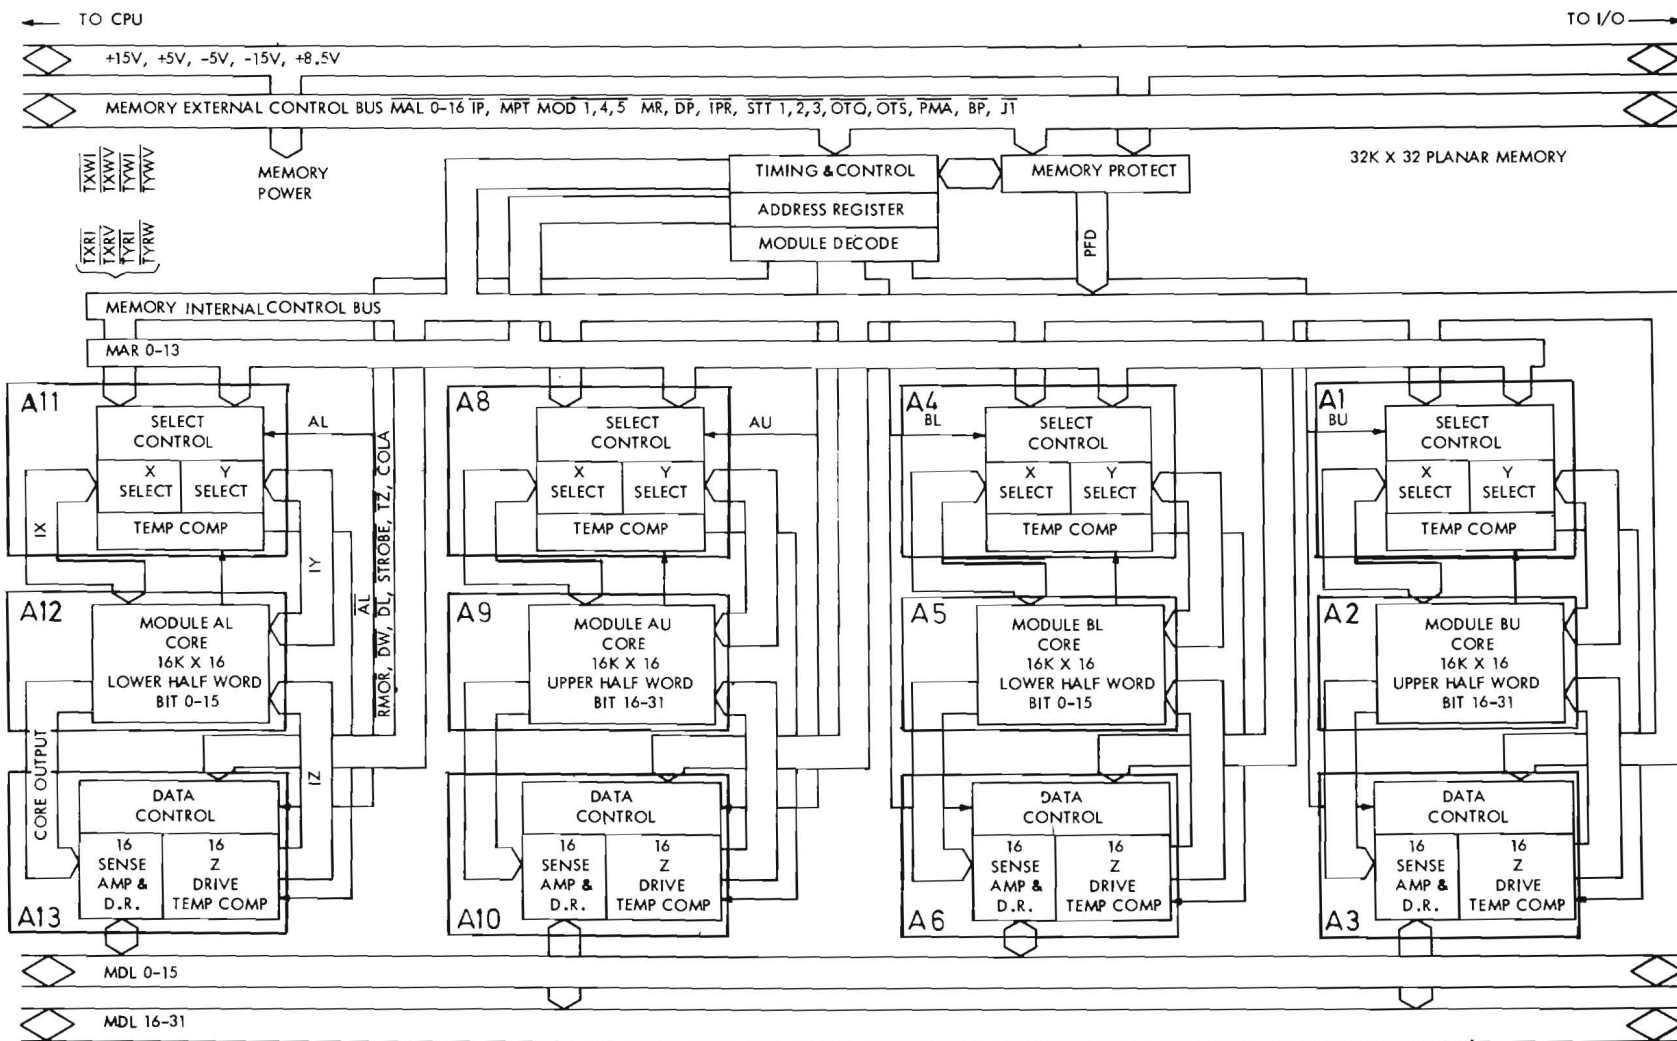 TO CPU
TO I/O
+15V, +5V, -5V, -15V, +8.5V
MEMORY EXTERNAL CONTROL BUS MAL 0-16 IP, MPT MOD 1,4,5 MR, DP, IPR, STT 1,2,3, OTQ, OTS, PMA, BP, J1
TXWI
TXWV
TYWI
TYWV
MEMORY
POWER
TIMING & CONTROL
ADDRESS REGISTER
MODULE DECODE
MEMORY PROTECT
32K X 32 PLANAR MEMORY
TXRI
TXRV
TYRI
TYRW
PFD
MEMORY INTERNAL CONTROL BUS
MAR 0-13
A11
SELECT
CONTROL
X
SELECT
Y
SELECT
TEMP COMP
AL
IX
IY
AL
RMOR, DW, DL, STROBE, TZ, COLA
A8
SELECT
CONTROL
X
SELECT
Y
SELECT
TEMP COMP
AU
A4
BL
SELECT
CONTROL
X
SELECT
Y
SELECT
TEMP COMP
A1
BU
SELECT
CONTROL
X
SELECT
Y
SELECT
TEMP COMP
A12
MODULE AL
CORE
16K X 16
LOWER HALF WORD
BIT 0-15
A9
MODULE AU
CORE
16K X 16
UPPER HALF WORD
BIT 16-31
A5
MODULE BL
CORE
16K X 16
LOWER HALF WORD
BIT 0-15
A2
MODULE BU
CORE
16K X 16
UPPER HALF WORD
BIT 16-31
CORE OUTPUT
IZ
A13
DATA
CONTROL
16
SENSE
AMP &
D.R.
16
Z
DRIVE
TEMP COMP
A10
DATA
CONTROL
16
SENSE
AMP &
D.R.
16
Z
DRIVE
TEMP COMP
A6
DATA
CONTROL
16
SENSE
AMP &
D.R.
16
Z
DRIVE
TEMP COMP
A3
DATA
CONTROL
16
SENSE
AMP &
D.R.
16
Z
DRIVE
TEMP COMP
MDL 0-15
MDL 16-31